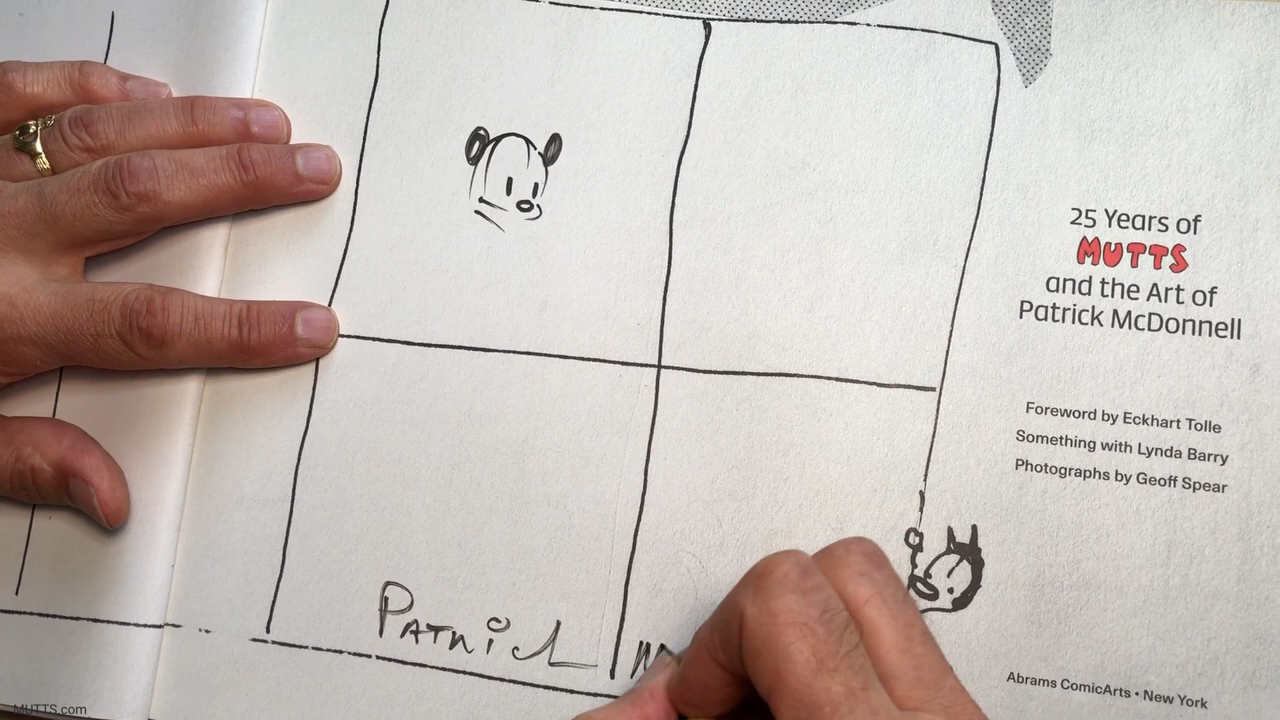 25 Years of
MUTTS
and the Art of
Patrick McDonnell
Foreword by Eckhart Tolle
Something with Lynda Barry
Photographs by Geoff Spear
Patrick
M
Abrams ComicArts • New York
MUTTS.com